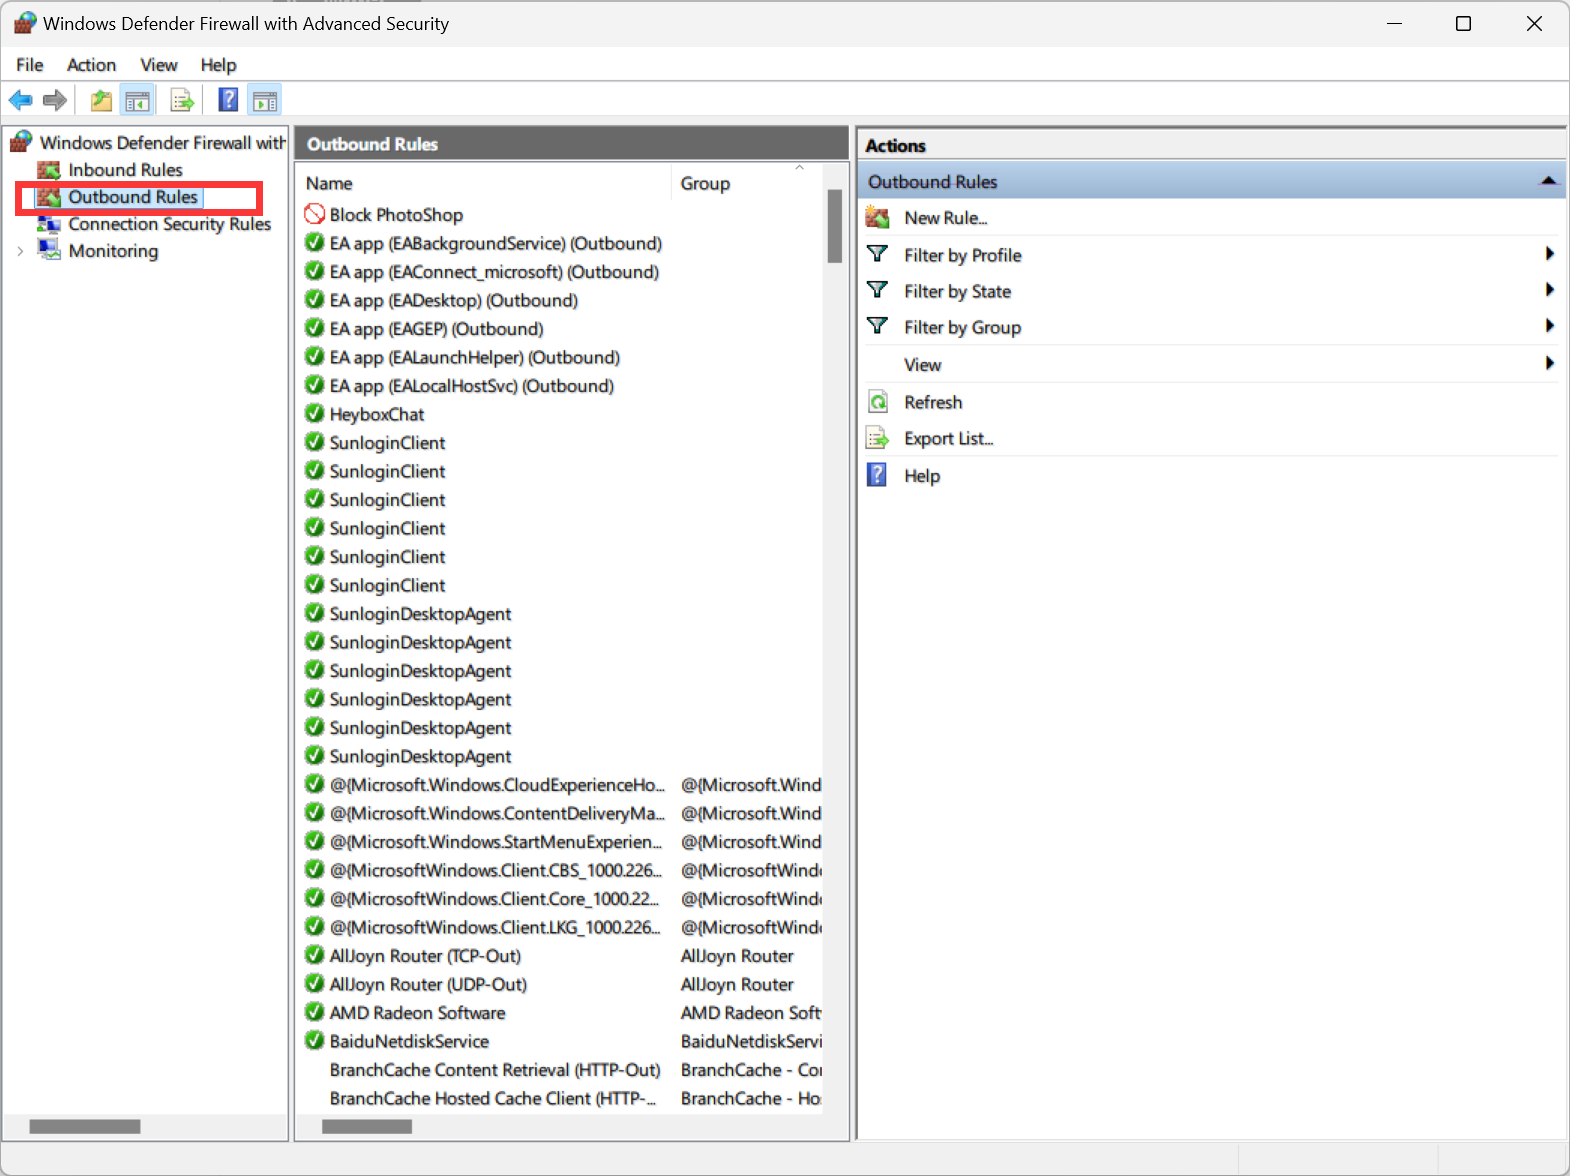 Windows Defender Firewall with Advanced Security
File Action View Help
Windows Defender Firewall with
Inbound Rules
Outbound Rules
Connection Security Rules
Monitoring
Outbound Rules
Name Group
Block PhotoShop
EA app (EABackgroundService) (Outbound)
EA app (EAConnect_microsoft) (Outbound)
EA app (EADesktop) (Outbound)
EA app (EAGEP) (Outbound)
EA app (EALaunchHelper) (Outbound)
EA app (EALocalHostSvc) (Outbound)
HeyboxChat
SunloginClient
SunloginClient
SunloginClient
SunloginClient
SunloginClient
SunloginClient
SunloginDesktopAgent
SunloginDesktopAgent
SunloginDesktopAgent
SunloginDesktopAgent
SunloginDesktopAgent
SunloginDesktopAgent
@{Microsoft.Windows.CloudExperienceHo... @{Microsoft.Wind
@{Microsoft.Windows.ContentDeliveryMa... @{Microsoft.Wind
@{Microsoft.Windows.StartMenuExperien... @{Microsoft.Wind
@{MicrosoftWindows.Client.CBS_1000.226... @{MicrosoftWind
@{MicrosoftWindows.Client.Core_1000.22... @{MicrosoftWind
@{MicrosoftWindows.Client.LKG_1000.226... @{MicrosoftWind
AllJoyn Router (TCP-Out) AllJoyn Router
AllJoyn Router (UDP-Out) AllJoyn Router
AMD Radeon Software AMD Radeon Soft
BaiduNetdiskService BaiduNetdiskServi
BranchCache Content Retrieval (HTTP-Out) BranchCache - Co
BranchCache Hosted Cache Client (HTTP-... BranchCache - Ho
Actions
Outbound Rules
New Rule...
Filter by Profile
Filter by State
Filter by Group
View
Refresh
Export List...
Help